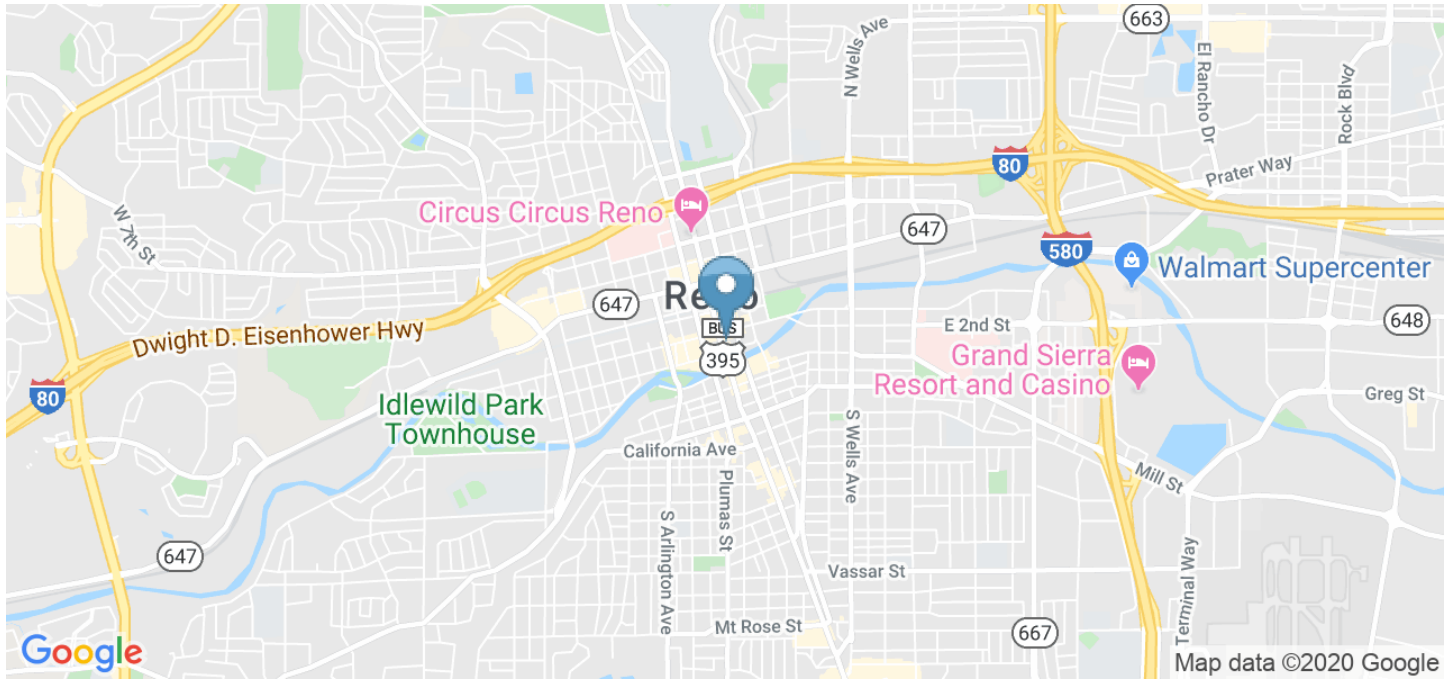 663
N Wells Ave
El Rancho Dr
Rock Blvd
80
Prater Way
W 7th St
Circus Circus Reno
647
580
Walmart Supercenter
Reno
647
BUS
395
E 2nd St
648
Dwight D. Eisenhower Hwy
Grand Sierra
Resort and Casino
80
Greg St
Idlewild Park
Townhouse
California Ave
S Wells Ave
Mill St
Plumas St
S Arlington Ave
647
Vassar St
Terminal Way
Mt Rose St
667
Google
Map data ©2020 Google